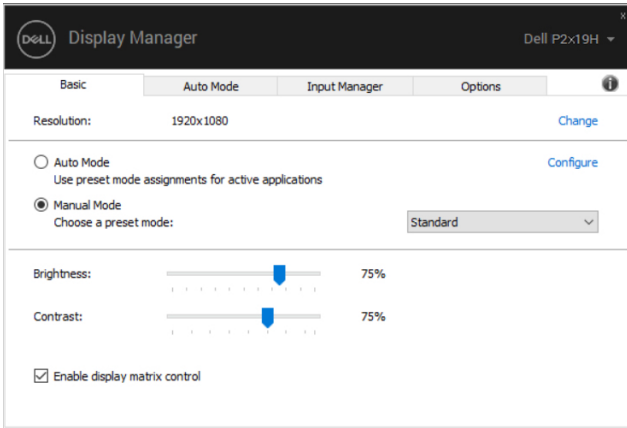 x
DELL Display Manager Dell P2x19H
Basic Auto Mode Input Manager Options
Resolution: 1920x1080 Change
Auto Mode Configure
Use preset mode assignments for active applications
Manual Mode
Choose a preset mode: Standard
Brightness: 75%
Contrast: 75%
Enable display matrix control